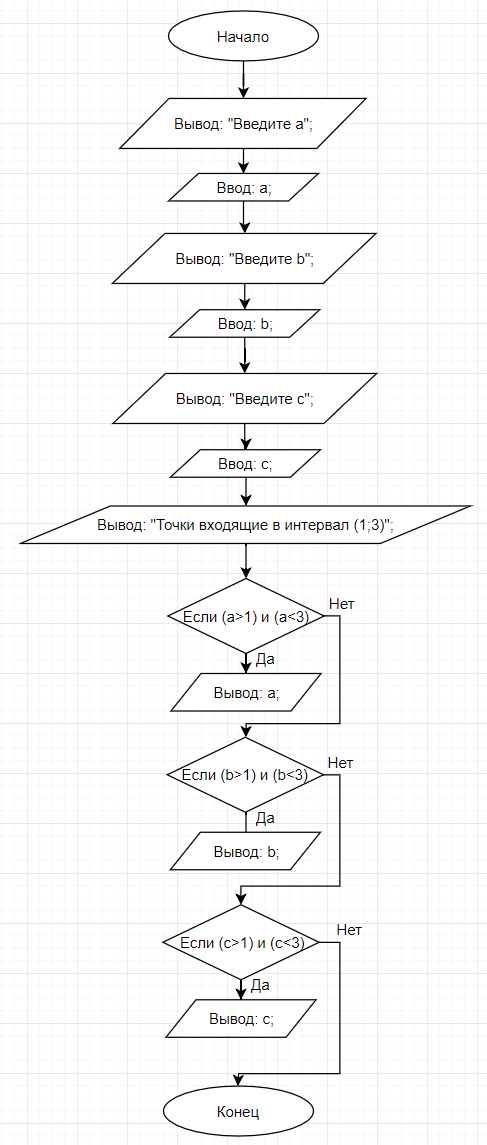 Начало
Вывод: "Введите a";
Ввод: a;
Вывод: "Введите b";
Ввод: b;
Вывод: "Введите c";
Ввод: c;
Вывод: "Точки входящие в интервал (1;3)";
Нет
Если (a>1) и (a<3)
Да
Вывод: a;
Нет
Если (b>1) и (b<3)
Да
Вывод: b;
Нет
Если (c>1) и (c<3)
Да
Вывод: c;
Конец